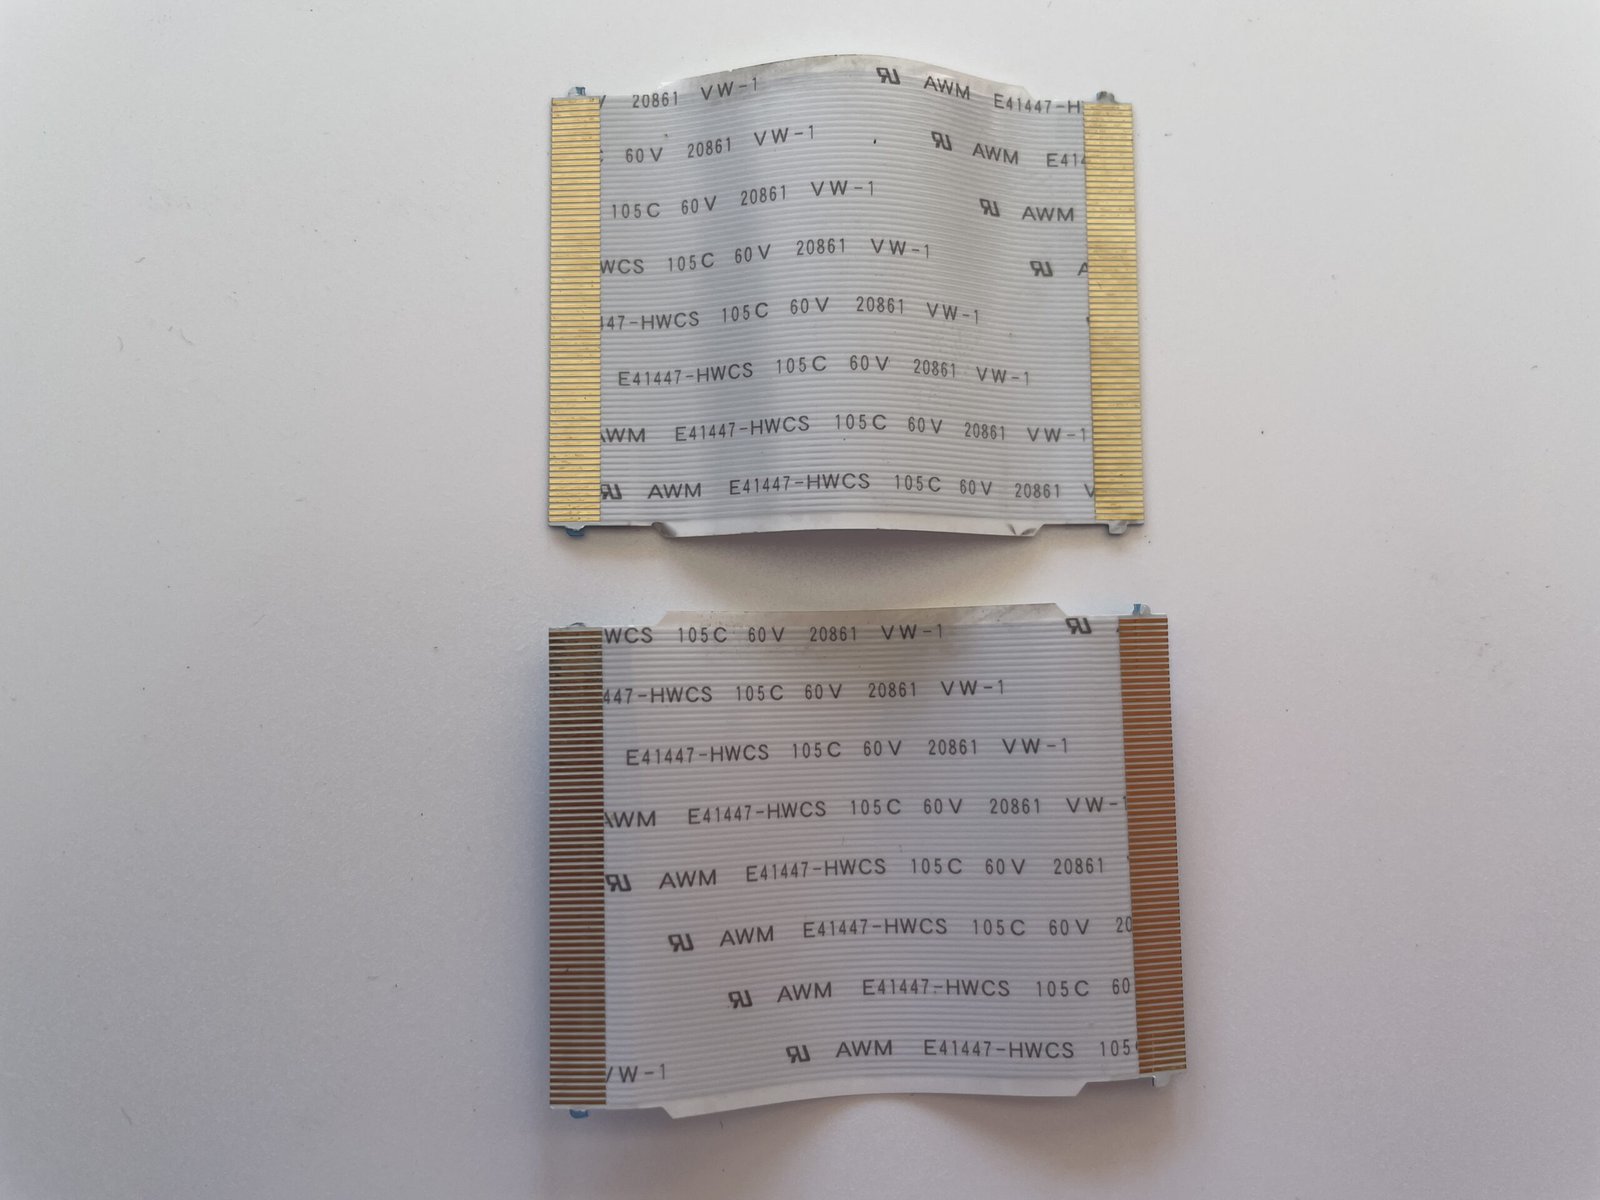 20861 VW-1 AWM E41447-H
60V 20861 VW-1 AWM E414
105C 60V 20861 VW-1 AWM
WCS 105C 60V 20861 VW-1 A
447-HWCS 105C 60V 20861 VW-1
E41447-HWCS 105C 60V 20861 VW-1
AWM E41447-HWCS 105C 60V 20861 VW-1
AWM E41447-HWCS 105C 60V 20861 V
WCS 105C 60V 20861 VW-1
447-HWCS 105C 60V 20861 VW-1
E41447-HWCS 105C 60V 20861 VW-1
AWM E41447-HWCS 105C 60V 20861 VW-1
AWM E41447-HWCS 105C 60V 20861
AWM E41447-HWCS 105C 60V 20
AWM E41447-HWCS 105C 60
AWM E41447-HWCS 105C
VW-1